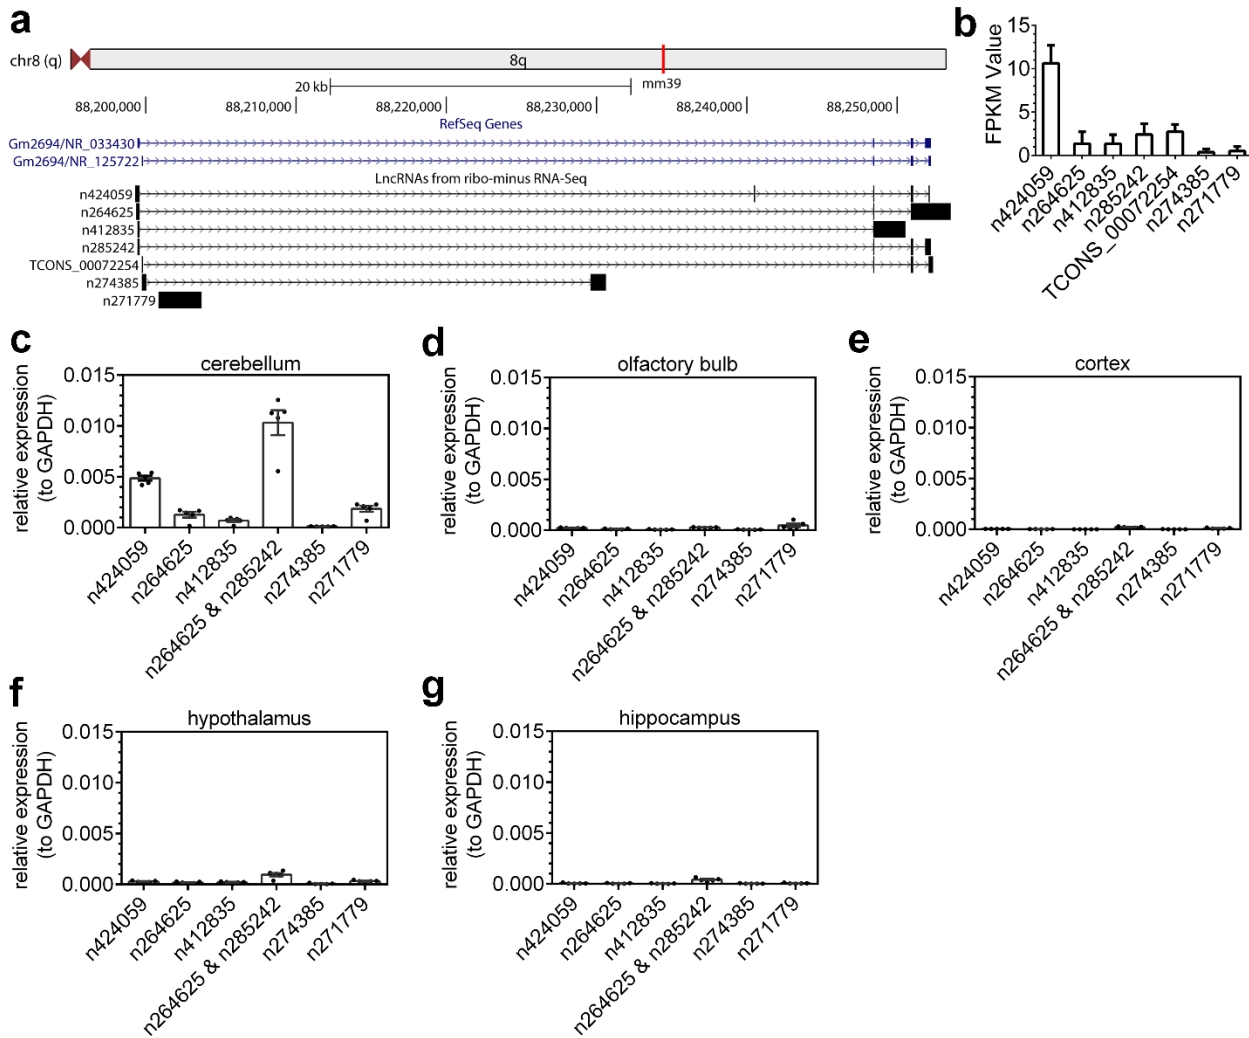 a
chr8 (q)
8q
20 kb
mm39
88,200,000
88,210,000
88,220,000
88,230,000
88,240,000
88,250,000
RefSeq Genes
Gm2694/NR_033430
Gm2694/NR_125722
LncRNAs from ribo-minus RNA-Seq
n424059
n264625
n412835
n285242
TCONS_00072254
n274385
n271779
b
FPKM Value
15
10
5
0
n424059
n264625
n412835
n285242
TCONS_00072254
n274385
n271779
c
cerebellum
relative expression
(to GAPDH)
0.015
0.010
0.005
0.000
n424059
n264625
n412835
n264625 & n285242
n274385
n271779
d
olfactory bulb
relative expression
(to GAPDH)
0.015
0.010
0.005
0.000
n424059
n264625
n412835
n264625 & n285242
n274385
n271779
e
cortex
relative expression
(to GAPDH)
0.015
0.010
0.005
0.000
n424059
n264625
n412835
n264625 & n285242
n274385
n271779
f
hypothalamus
relative expression
(to GAPDH)
0.015
0.010
0.005
0.000
n424059
n264625
n412835
n264625 & n285242
n274385
n271779
g
hippocampus
relative expression
(to GAPDH)
0.015
0.010
0.005
0.000
n424059
n264625
n412835
n264625 & n285242
n274385
n271779